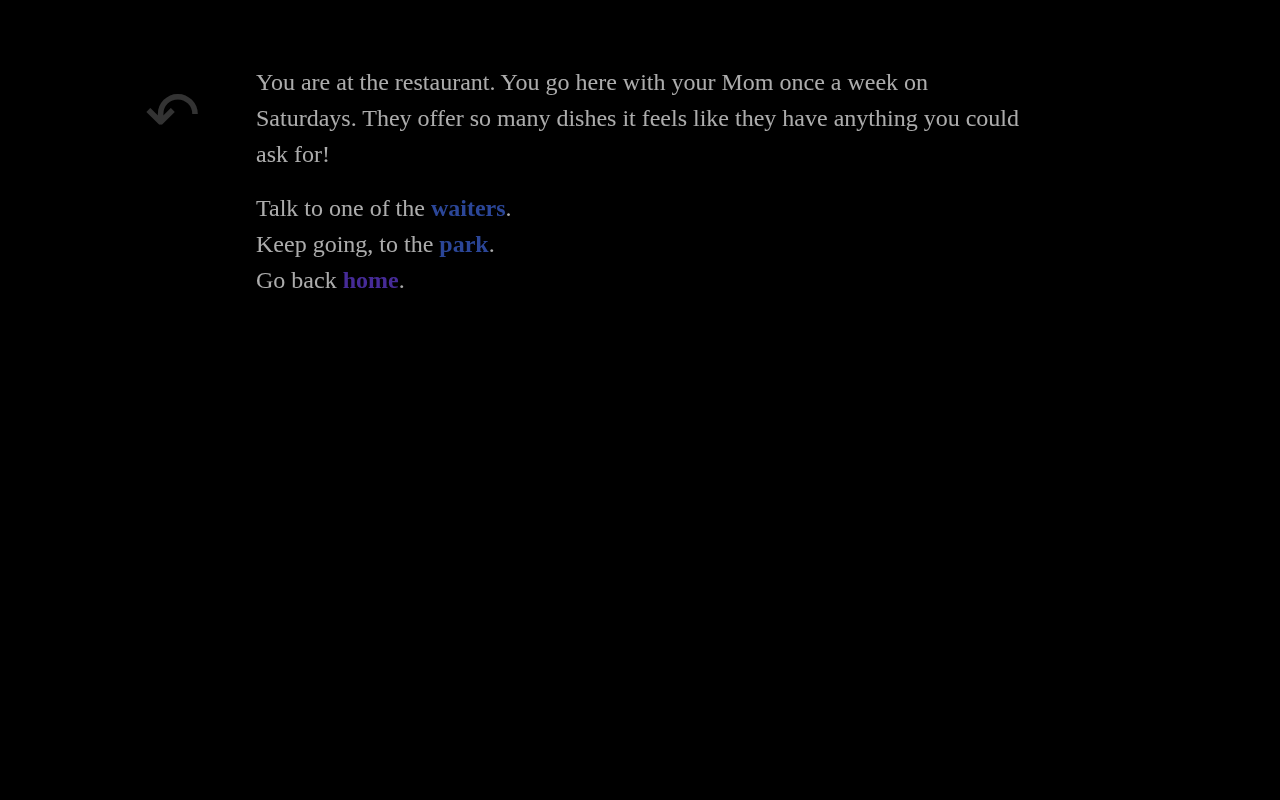 You are at the restaurant. You go here with your Mom once a week on
Saturdays. They offer so many dishes it feels like they have anything you could
ask for!
Talk to one of the waiters.
Keep going, to the park.
Go back home.